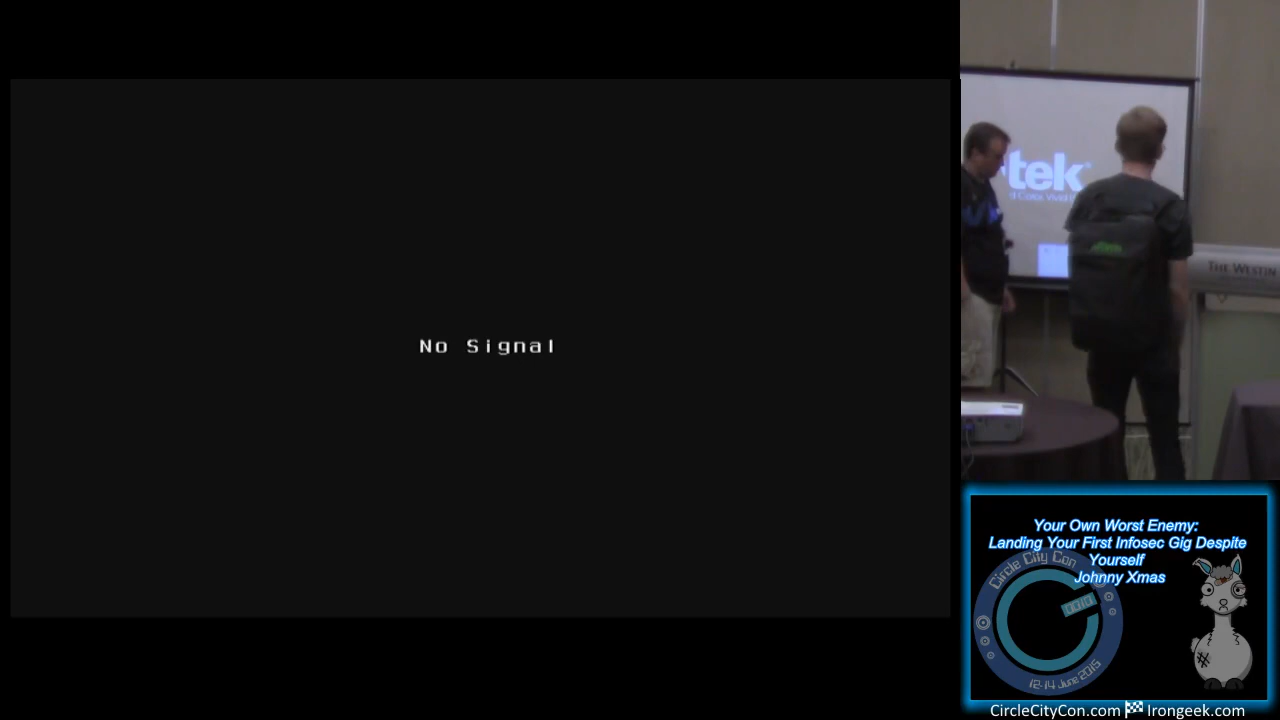 No Signal
tek
THE WESTIN
Your Own Worst Enemy:
Landing Your First Infosec Gig Despite
Yourself
Johnny Xmas
Circle City Con
12-14 June 2015
CircleCityCon.com Irongeek.com